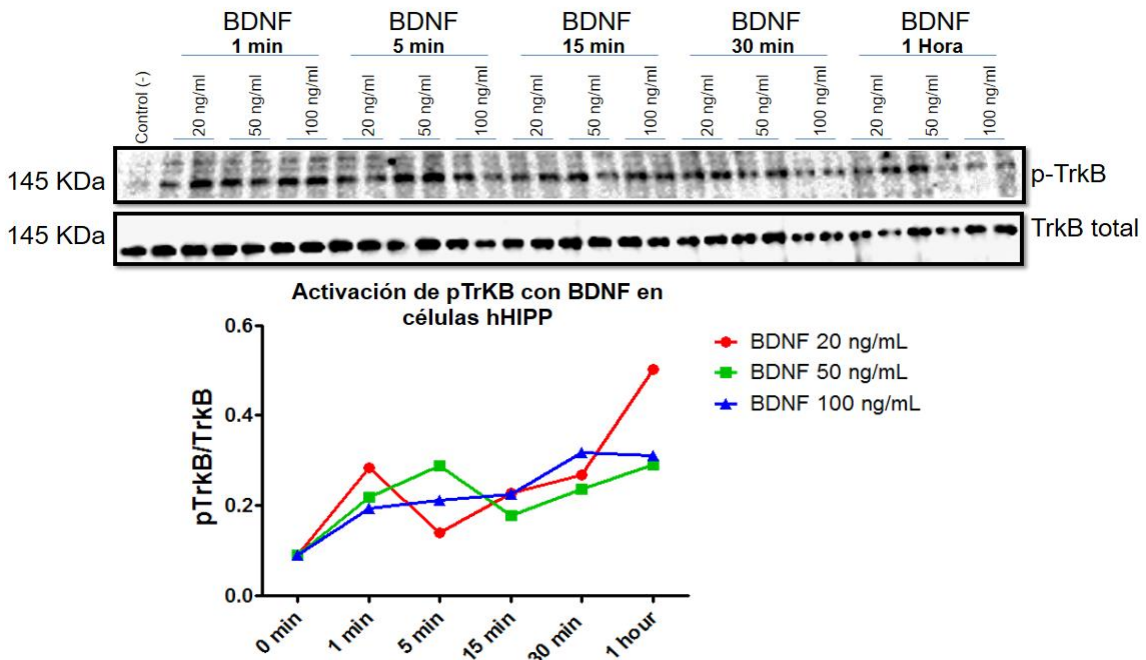 BDNF BDNF BDNF BDNF BDNF
1 min 5 min 15 min 30 min 1 Hora
Control (-) 20 ng/ml 50 ng/ml 100 ng/ml 20 ng/ml 50 ng/ml 100 ng/ml 20 ng/ml 50 ng/ml 100 ng/ml 20 ng/ml 50 ng/ml 100 ng/ml 20 ng/ml 50 ng/ml 100 ng/ml
145 KDa p-TrkB
145 KDa TrkB total
Activación de pTrKB con BDNF en
células hHIPP
BDNF 20 ng/mL
BDNF 50 ng/mL
BDNF 100 ng/mL
pTrkB/TrkB
0.6
0.4
0.2
0.0
0 min 1 min 5 min 15 min 30 min 1 hour